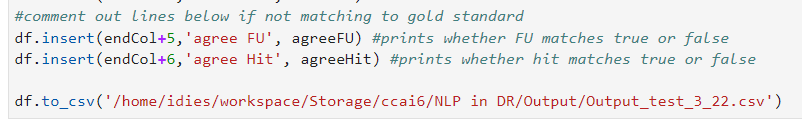 #comment out lines below if not matching to gold standard
df.insert(endCol+5,'agree FU', agreeFU) #prints whether FU matches true or false
df.insert(endCol+6,'agree Hit', agreeHit) #prints whether hit matches true or false
df.to_csv('/home/idies/workspace/Storage/ccai6/NLP in DR/Output/Output_test_3_22.csv')